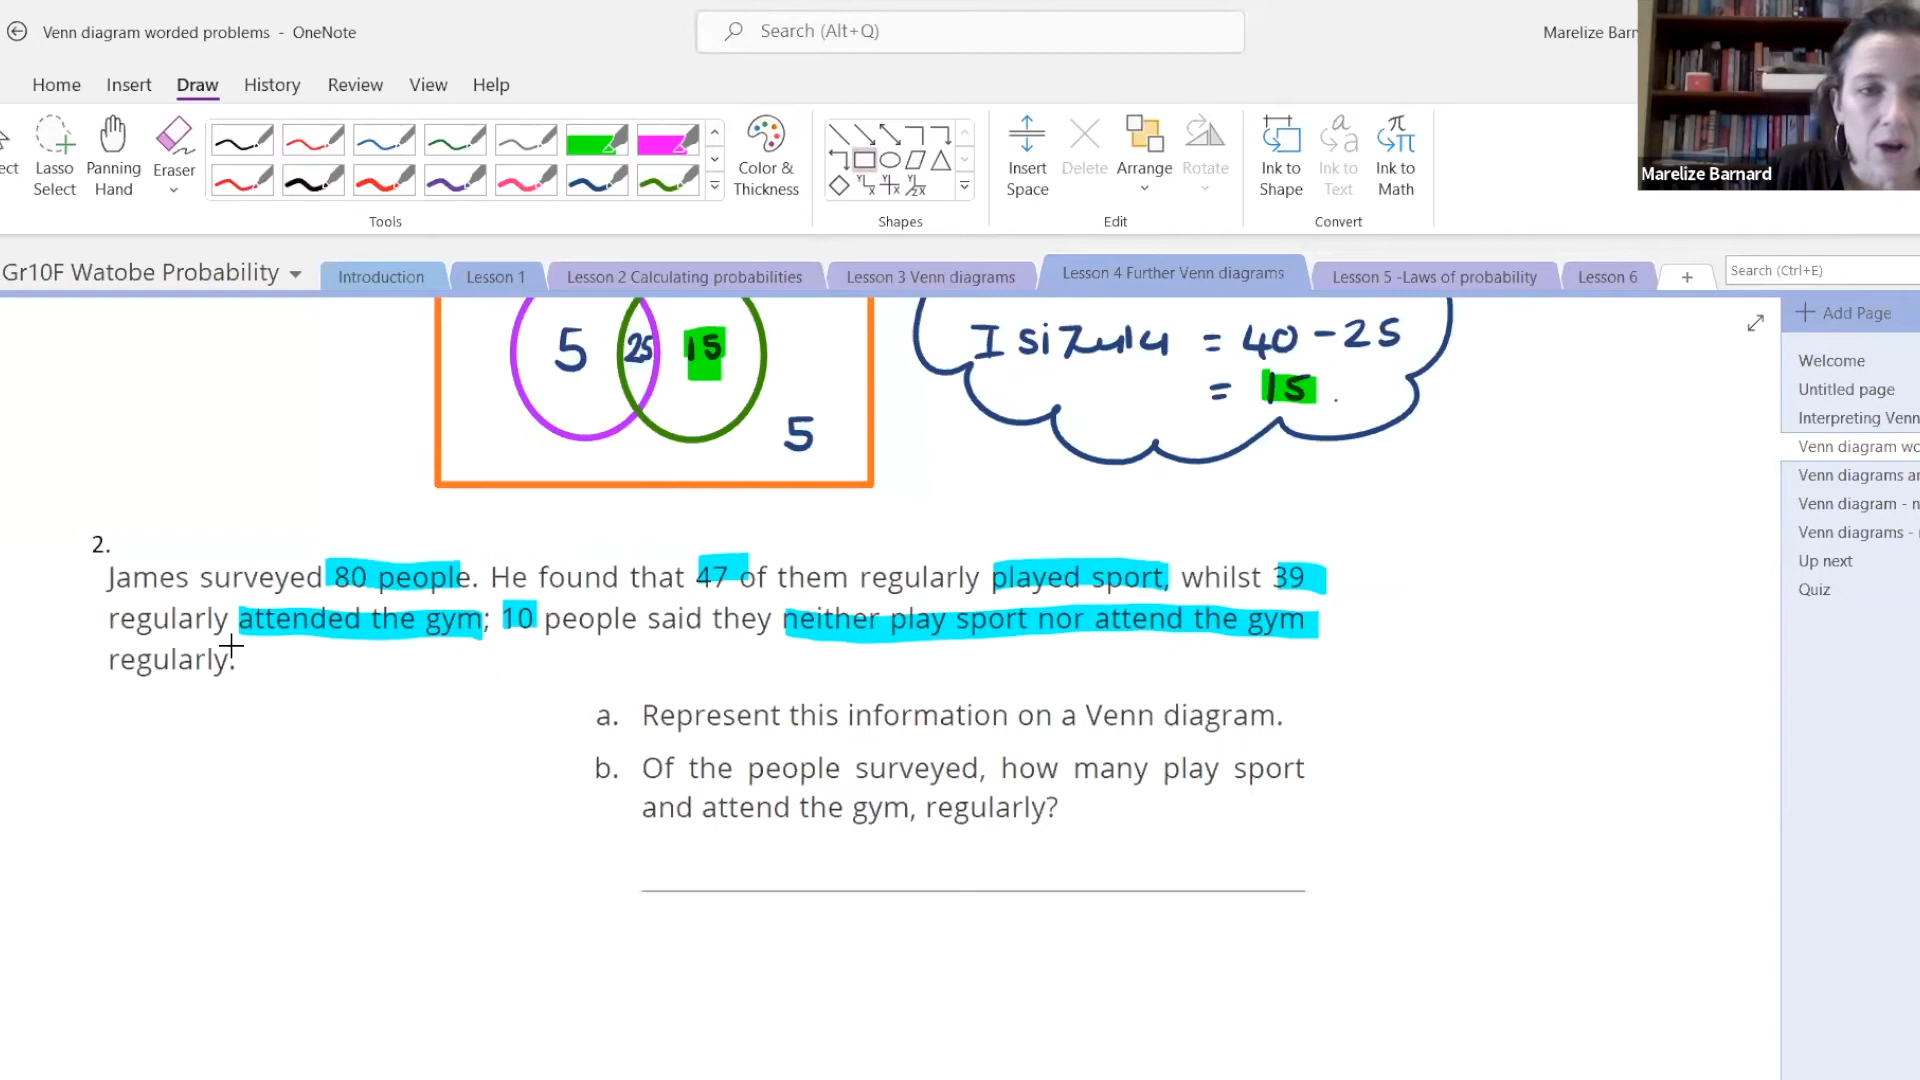 Venn diagram worded problems - OneNote
Search (Alt+Q)
Marelize Barn
Home Insert Draw History Review View Help
Lasso Select
Panning Hand
Eraser
Color & Thickness
Insert Space
Delete
Arrange
Rotate
Ink to Shape
Ink to Text
Ink to Math
Marelize Barnard
Tools Shapes Edit Convert
Gr10F Watobe Probability
Introduction Lesson 1 Lesson 2 Calculating probabilities Lesson 3 Venn diagrams Lesson 4 Further Venn diagrams Lesson 5 -Laws of probability Lesson 6 +
Search (Ctrl+E)
5 25 15
5
Isizulu = 40 - 25
= 15 .
2.
James surveyed 80 people. He found that 47 of them regularly played sport, whilst 39
regularly attended the gym; 10 people said they neither play sport nor attend the gym
regularly.
a. Represent this information on a Venn diagram.
b. Of the people surveyed, how many play sport
and attend the gym, regularly?
Add Page
Welcome
Untitled page
Interpreting Venn
Venn diagram wo
Venn diagrams a
Venn diagram - n
Venn diagrams -
Up next
Quiz